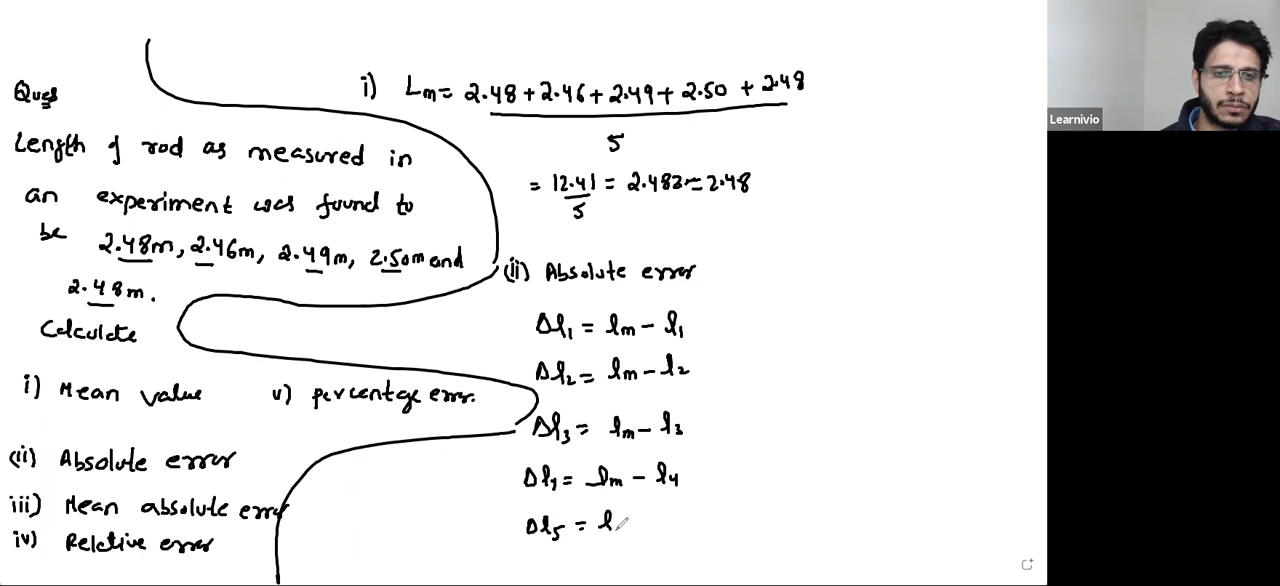 Ques
Length of rod as measured in
an experiment was found to
be 2.48m, 2.46m, 2.49m, 2.50m and
2.48m.
Calculate
i) Mean value
v) percentage error.
(ii) Absolute error
iii) Mean absolute error
iv) Relative error
i) Lm = 2.48 + 2.46 + 2.49 + 2.50 + 2.48
5
= 12.41 = 2.482 ≈ 2.48
5
(ii) Absolute error
Δl1 = lm - l1
Δl2 = lm - l2
Δl3 = lm - l3
Δl4 = lm - l4
Δl5 = l
Learnivio